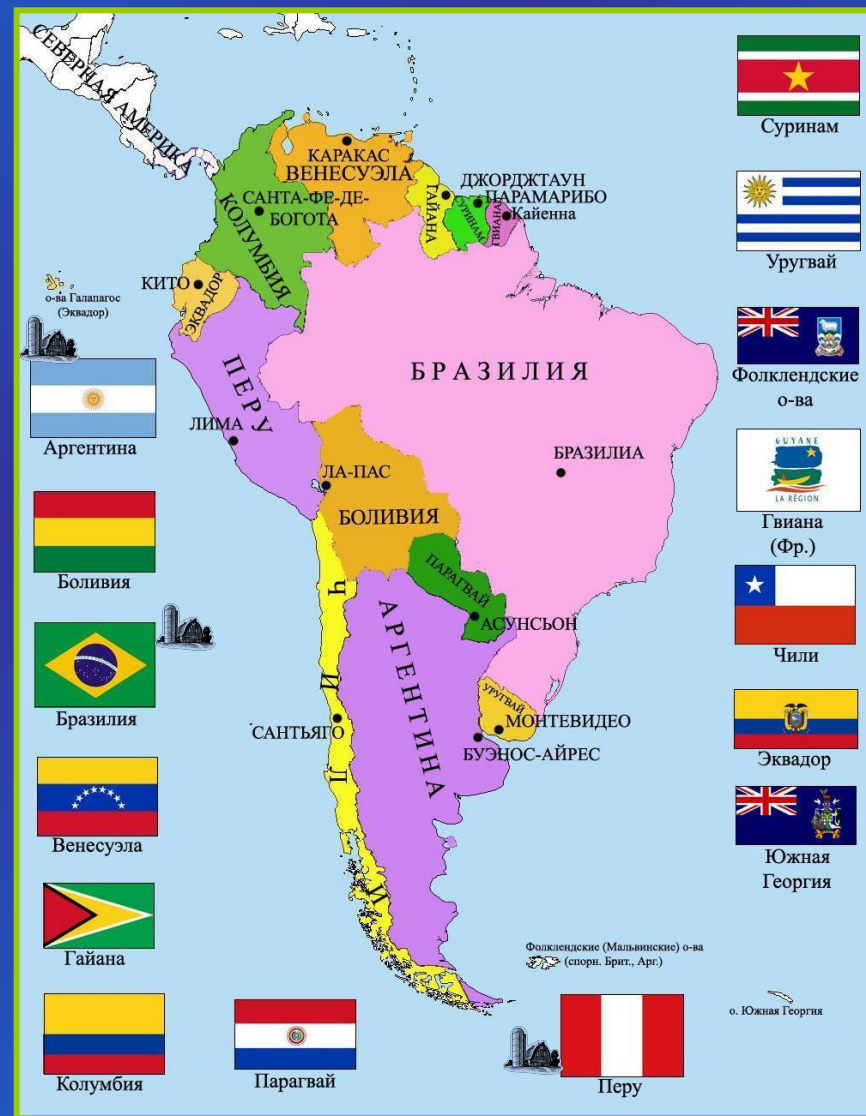 СЕВЕРНАЯ АМЕРИКА
КАРАКАС
ВЕНЕСУЭЛА
КОЛУМБИЯ
САНТА-ФЕ-ДЕ-
БОГОТА
ГАЙАНА
ДЖОРДЖТАУН
СУРИНАМ
ПАРАМАРИБО
ГВИАНА
Кайенна
КИТО
ЭКВАДОР
о-ва Галапагос
(Эквадор)
ПЕРУ
ЛИМА
БРАЗИЛИЯ
БРАЗИЛИА
ЛА-ПАС
БОЛИВИЯ
ПАРАГВАЙ
АСУНСЬОН
ЧИЛИ
САНТЬЯГО
АРГЕНТИНА
УРУГВАЙ
МОНТЕВИДЕО
БУЭНОС-АЙРЕС
Фолклендские (Мальвинские) о-ва
(спорн. Брит., Арг.)
о. Южная Георгия
Аргентина
Боливия
Бразилия
Венесуэла
Гайана
Колумбия
Парагвай
Перу
Суринам
Уругвай
Фолклендские
о-ва
GUYANE
LA RÉGION
Гвиана
(Фр.)
Чили
Эквадор
Южная
Георгия